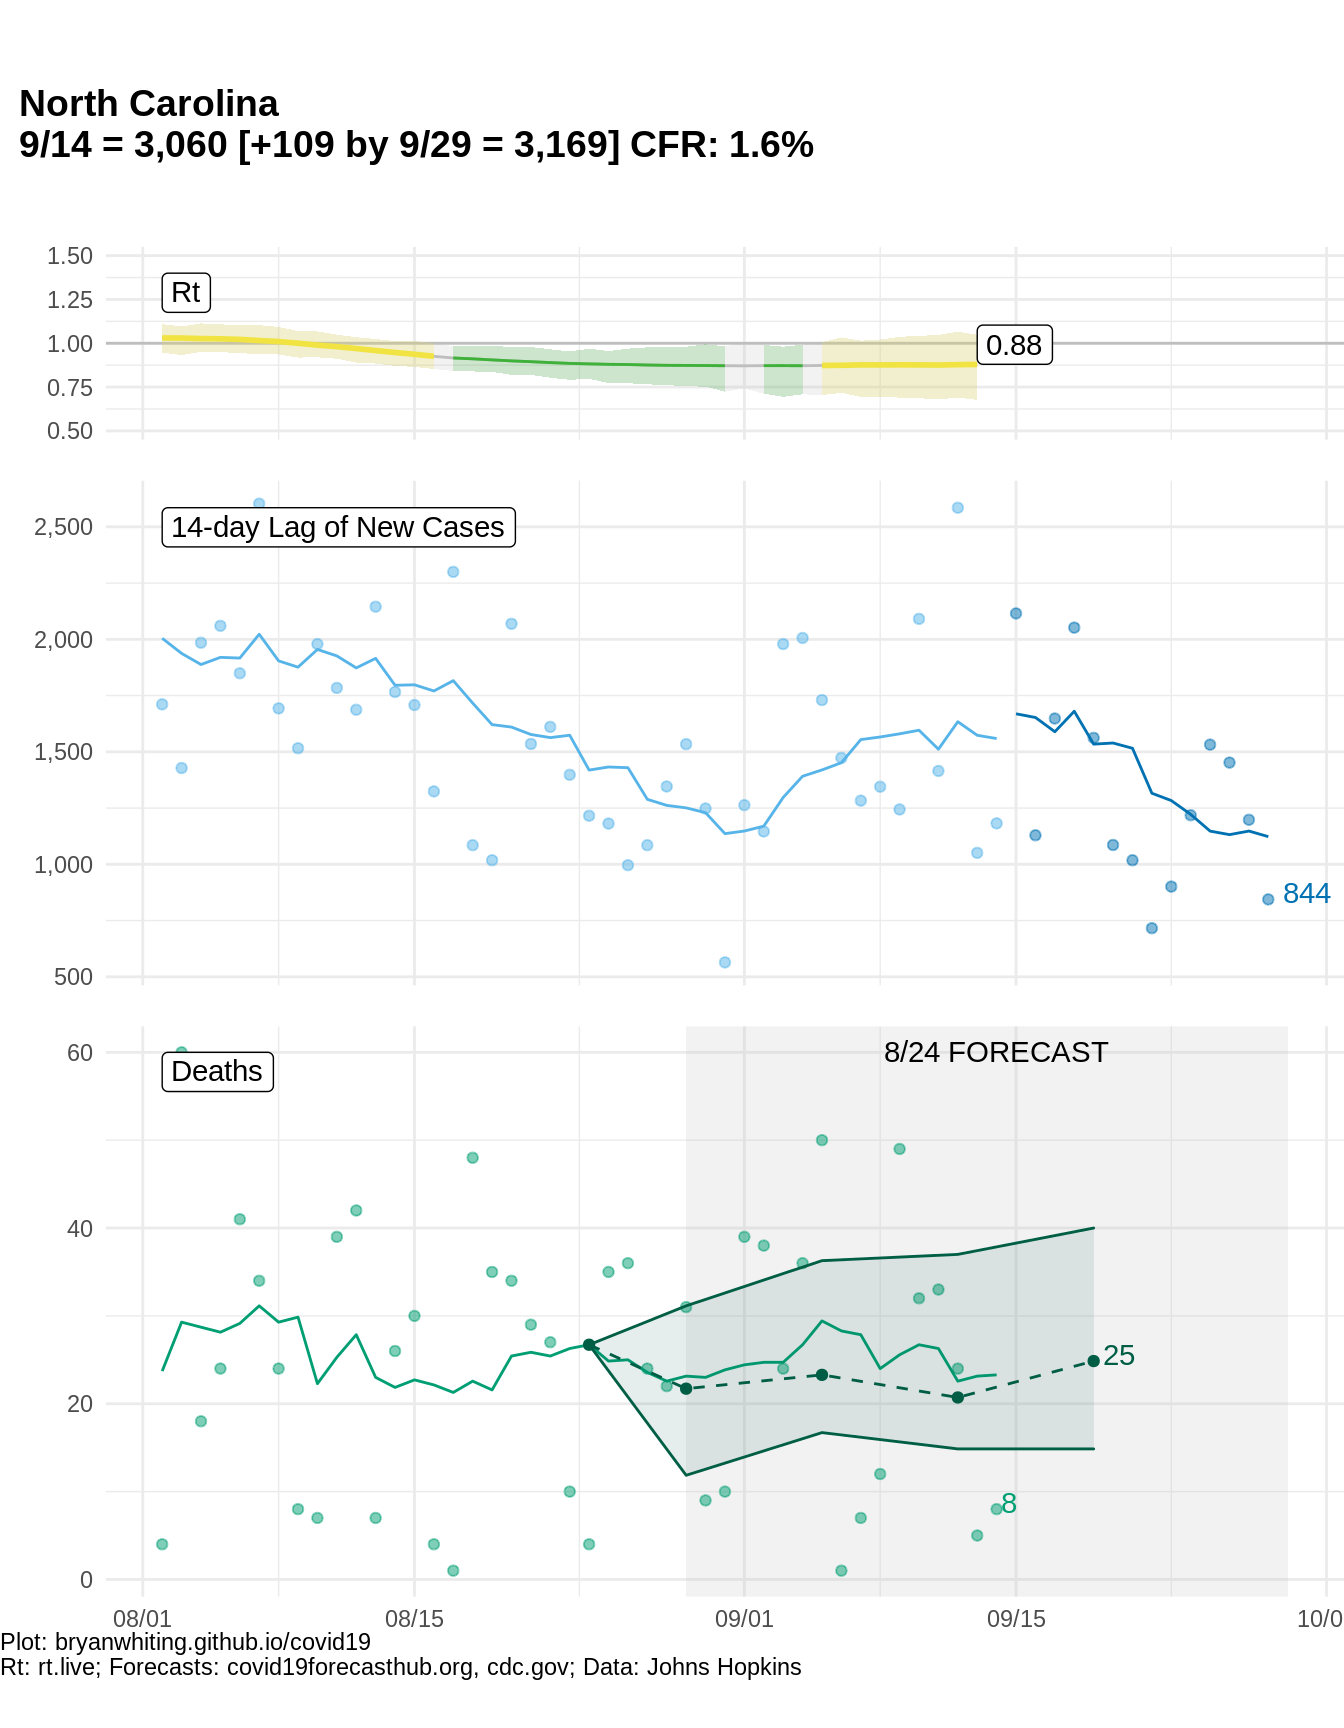 North Carolina
9/14 = 3,060 [+109 by 9/29 = 3,169] CFR: 1.6%
1.50
1.25
1.00
0.75
0.50
Rt
0.88
2,500
2,000
1,500
1,000
500
14-day Lag of New Cases
844
60
40
20
0
Deaths
8/24 FORECAST
25
8
08/01
08/15
09/01
09/15
10/0
Plot: bryanwhiting.github.io/covid19
Rt: rt.live; Forecasts: covid19forecasthub.org, cdc.gov; Data: Johns Hopkins